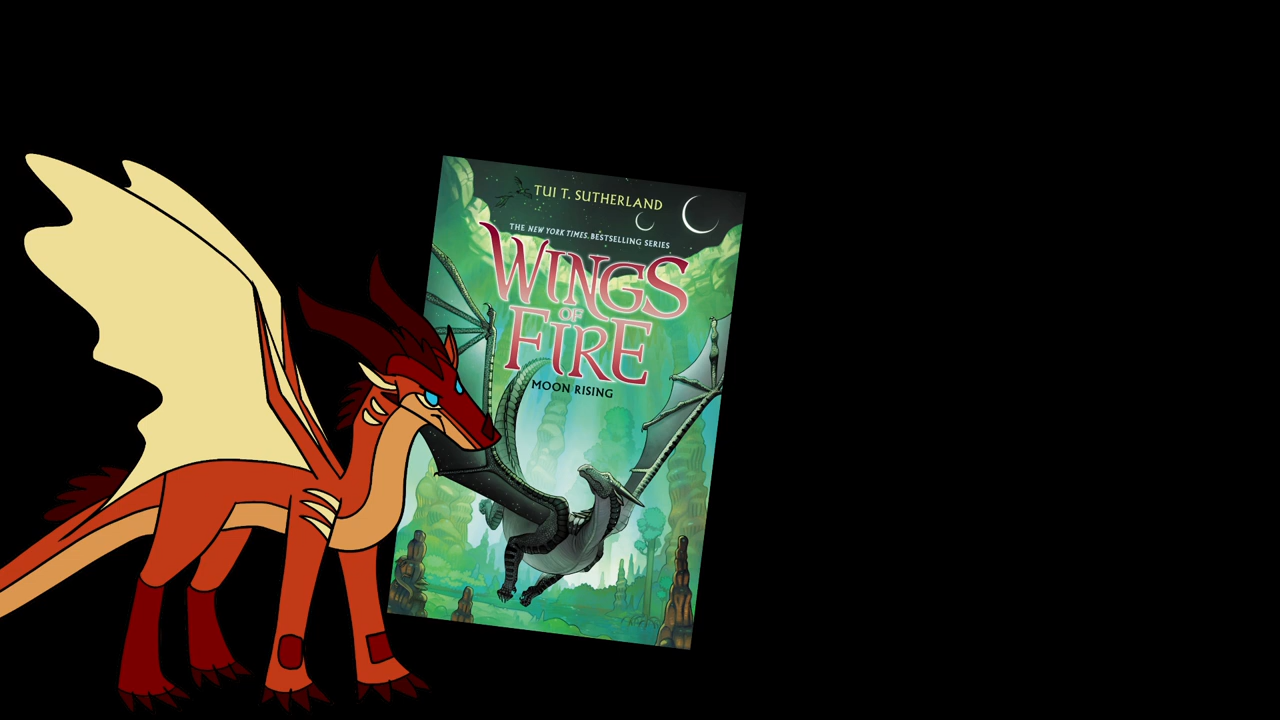 TUI T. SUTHERLAND
THE NEW YORK TIMES BESTSELLING SERIES
WINGS
OF
FIRE
MOON RISING